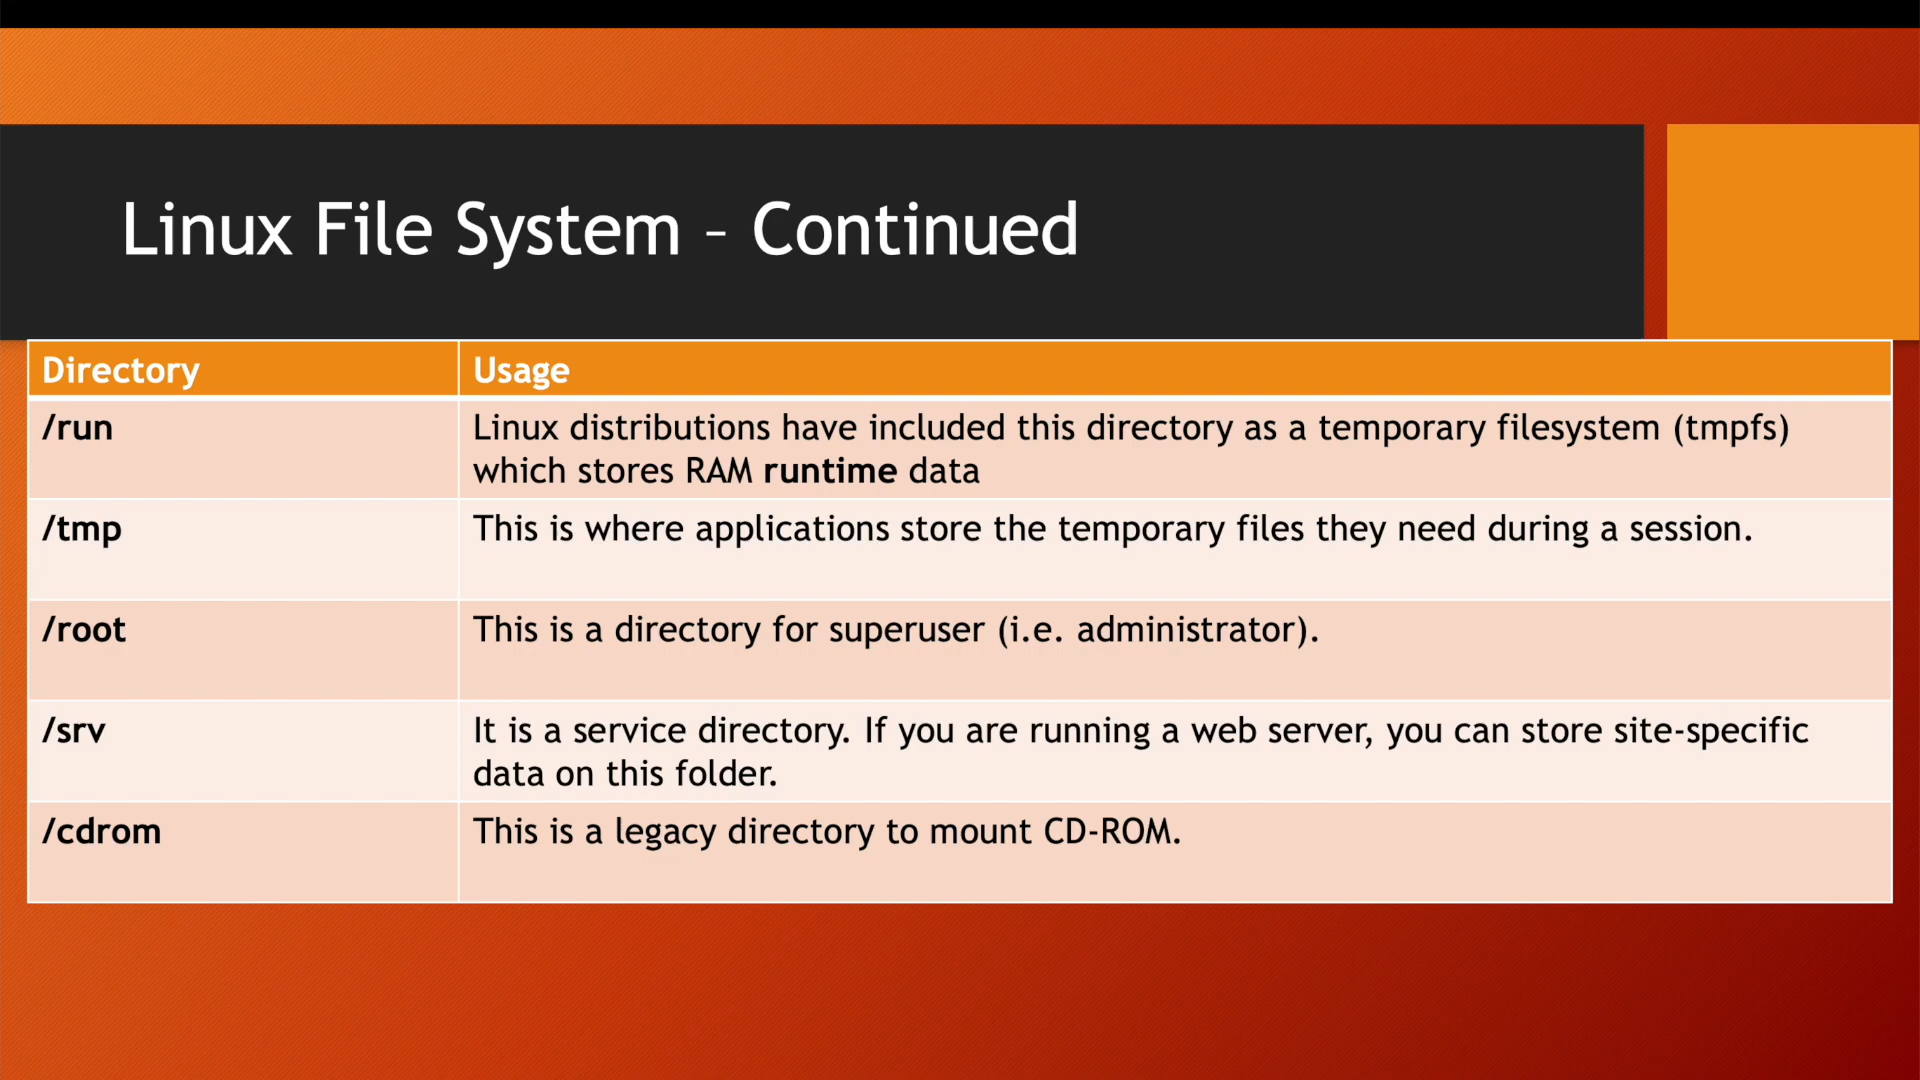 Linux File System – Continued
Directory
Usage
/run
Linux distributions have included this directory as a temporary filesystem (tmpfs)
which stores RAM runtime data
/tmp
This is where applications store the temporary files they need during a session.
/root
This is a directory for superuser (i.e. administrator).
/srv
It is a service directory. If you are running a web server, you can store site-specific
data on this folder.
/cdrom
This is a legacy directory to mount CD-ROM.